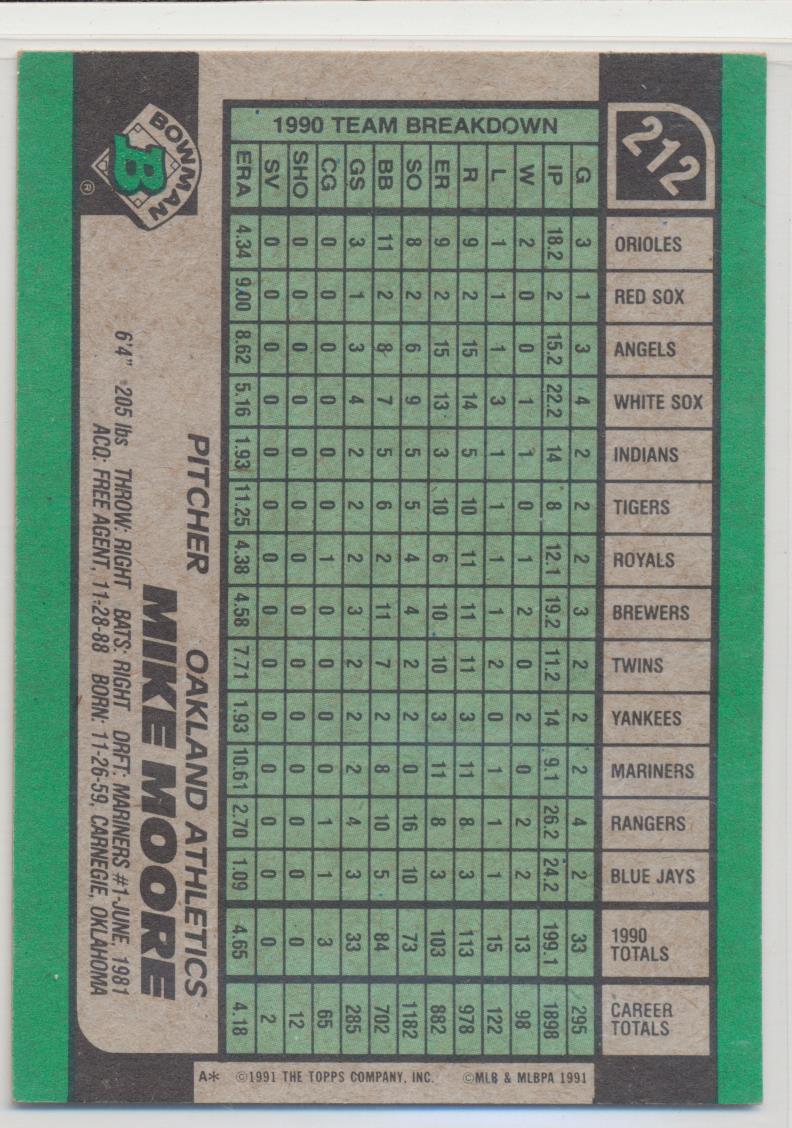 212
1990 TEAM BREAKDOWN
G IP W L R ER SO BB GS CG SHO SV ERA
ORIOLES 3 18.2 2 1 9 9 8 11 3 0 0 0 4.34
RED SOX 1 2 0 1 2 2 2 2 1 0 0 0 9.00
ANGELS 3 15.2 0 1 15 15 6 8 3 0 0 0 8.62
WHITE SOX 4 22.2 1 3 14 13 9 7 4 0 0 0 5.16
INDIANS 2 14 1 1 5 3 5 5 2 0 0 0 1.93
TIGERS 2 8 0 1 10 10 5 6 2 0 0 0 11.25
ROYALS 2 12.1 1 1 11 6 4 2 2 1 0 0 4.38
BREWERS 3 19.2 2 1 11 10 4 11 3 0 0 0 4.58
TWINS 2 11.2 0 2 11 10 2 7 2 0 0 0 7.71
YANKEES 2 14 2 0 3 3 2 2 2 0 0 0 1.93
MARINERS 2 9.1 0 1 11 11 0 8 2 0 0 0 10.61
RANGERS 4 26.2 2 1 8 8 16 10 4 1 0 0 2.70
BLUE JAYS 2 24.2 2 1 3 3 10 5 3 1 0 0 1.09
1990 TOTALS 33 199.1 13 15 113 103 73 84 33 3 0 0 4.65
CAREER TOTALS 295 1898 98 122 978 882 1182 702 285 65 12 2 4.18
BOWMAN
B
®
PITCHER OAKLAND ATHLETICS
MIKE MOORE
6'4" 205 lbs THROW: RIGHT BATS: RIGHT DRFT: MARINERS #1-JUNE, 1981
ACQ: FREE AGENT, 11-28-88 BORN: 11-26-59, CARNEGIE, OKLAHOMA
A* ©1991 THE TOPPS COMPANY, INC. ©MLB & MLBPA 1991